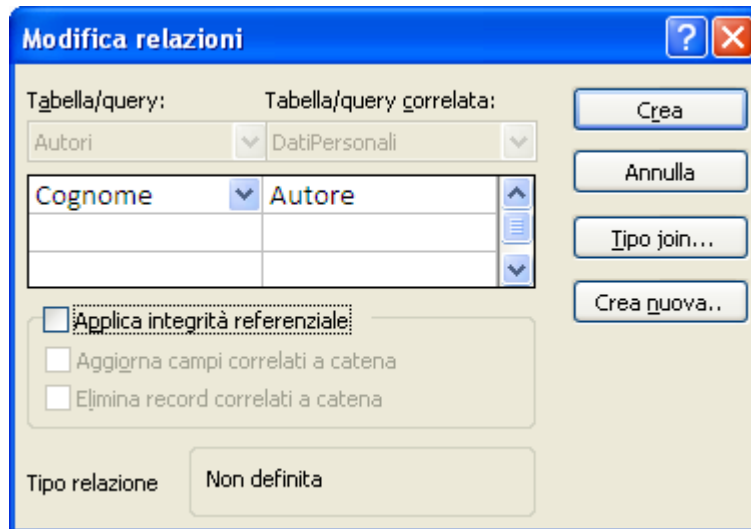 Modifica relazioni
Tabella/query: Tabella/query correlata:
Autori DatiPersonali
Cognome Autore
Applica integrità referenziale
Aggiorna campi correlati a catena
Elimina record correlati a catena
Tipo relazione Non definita
Crea
Annulla
Tipo join...
Crea nuova..